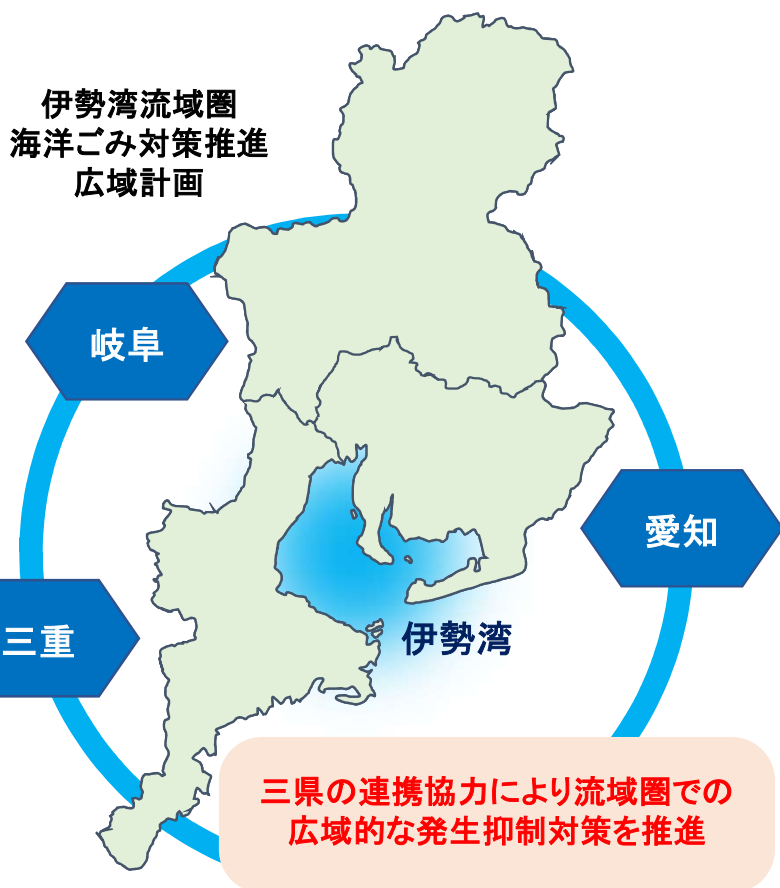 伊勢湾流域圏
海洋ごみ対策推進
広域計画
岐阜
愛知
三重
伊勢湾
三県の連携協力により流域圏での
広域的な発生抑制対策を推進